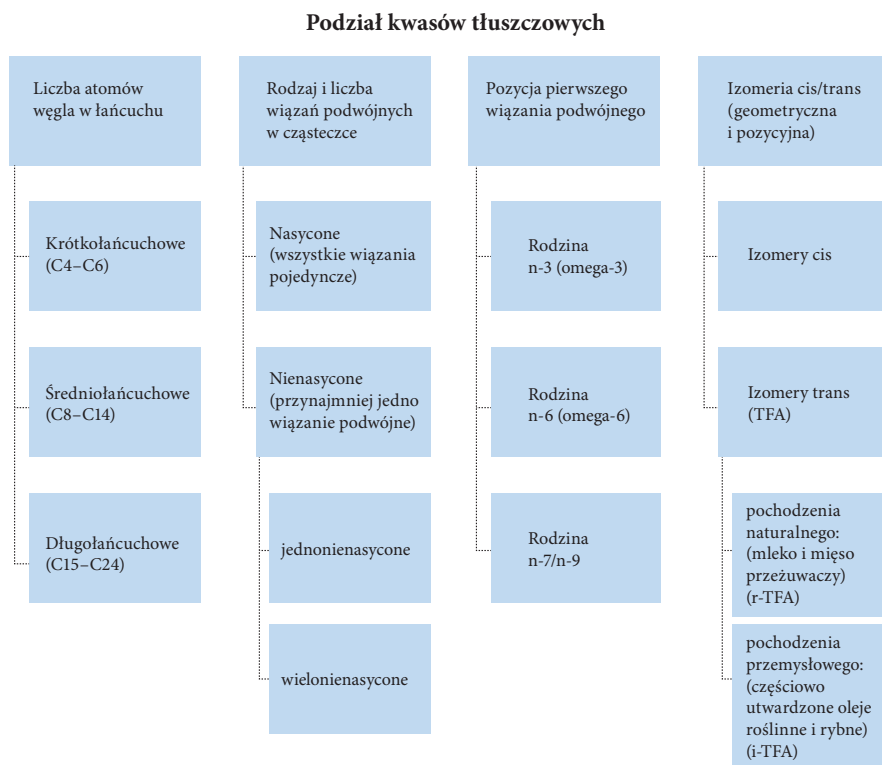 Podział kwasów tłuszczowych
Liczba atomów
węgla w łańcuchu
Krótkołańcuchowe
(C4–C6)
Średniołańcuchowe
(C8–C14)
Długołańcuchowe
(C15–C24)
Rodzaj i liczba
wiązań podwójnych
w cząsteczce
Nasycone
(wszystkie wiązania
pojedyncze)
Nienasycone
(przynajmniej jedno
wiązanie podwójne)
jednonienasycone
wielonienasycone
Pozycja pierwszego
wiązania podwójnego
Rodzina
n-3 (omega-3)
Rodzina
n-6 (omega-6)
Rodzina
n-7/n-9
Izomeria cis/trans
(geometryczna
i pozycyjna)
Izomery cis
Izomery trans
(TFA)
pochodzenia
naturalnego:
(mleko i mięso
przeżuwaczy)
(r-TFA)
pochodzenia
przemysłowego:
(częściowo
utwardzone oleje
roślinne i rybne)
(i-TFA)